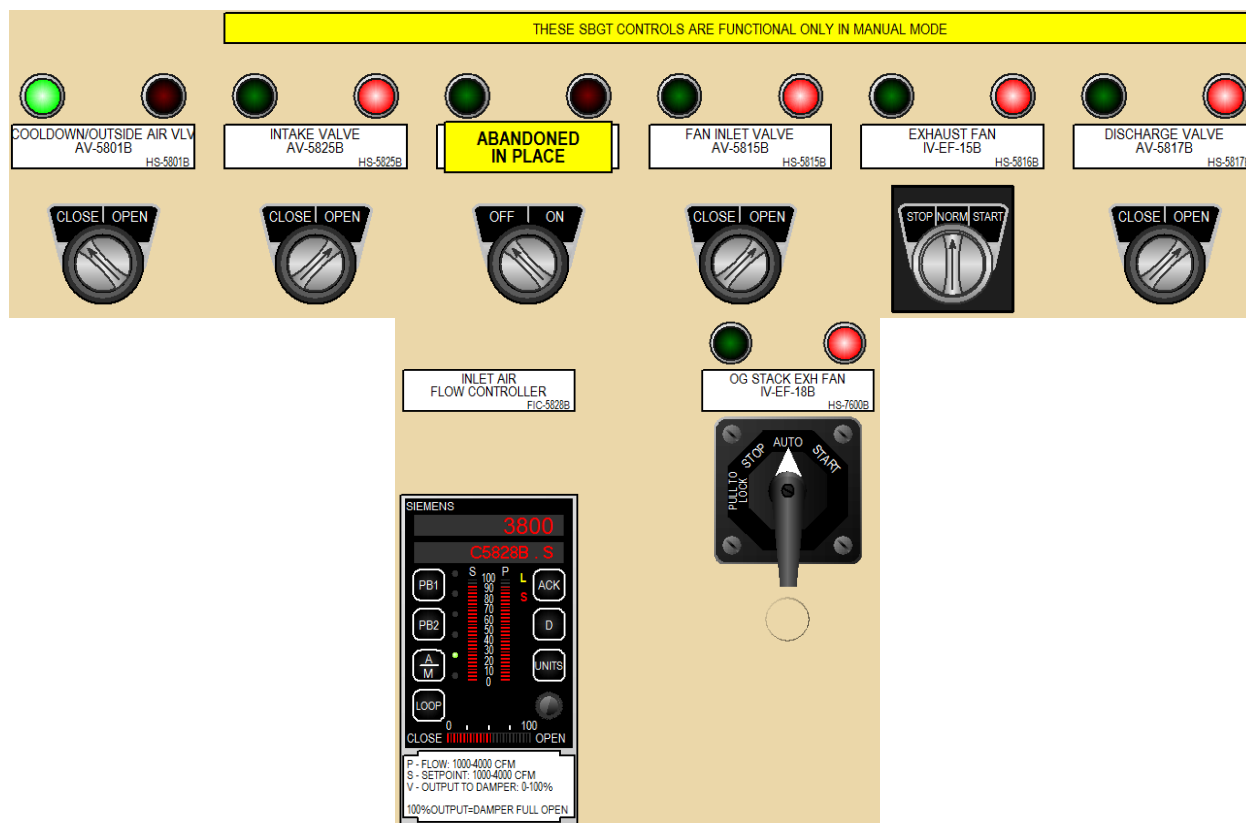 THESE SBGT CONTROLS ARE FUNCTIONAL ONLY IN MANUAL MODE
COOLDOWN/OUTSIDE AIR VLV
AV-5801B
HS-5801B
INTAKE VALVE
AV-5825B
HS-5825B
ABANDONED
IN PLACE
FAN INLET VALVE
AV-5815B
HS-5815B
EXHAUST FAN
IV-EF-15B
HS-5816B
DISCHARGE VALVE
AV-5817B
HS-5817B
CLOSE OPEN
CLOSE OPEN
OFF ON
CLOSE OPEN
STOP NORM START
CLOSE OPEN
INLET AIR
FLOW CONTROLLER
FIC-5828B
OG STACK EXH FAN
IV-EF-18B
HS-7600B
PULL TO
LOCK
STOP
AUTO
START
SIEMENS
3800
C5828B . S
S P L
S
100
90
80
70
60
50
40
30
20
10
0
PB1
PB2
A
M
LOOP
ACK
D
UNITS
0 100
CLOSE OPEN
P - FLOW: 1000-4000 CFM
S - SETPOINT: 1000-4000 CFM
V - OUTPUT TO DAMPER: 0-100%
100%OUTPUT=DAMPER FULL OPEN